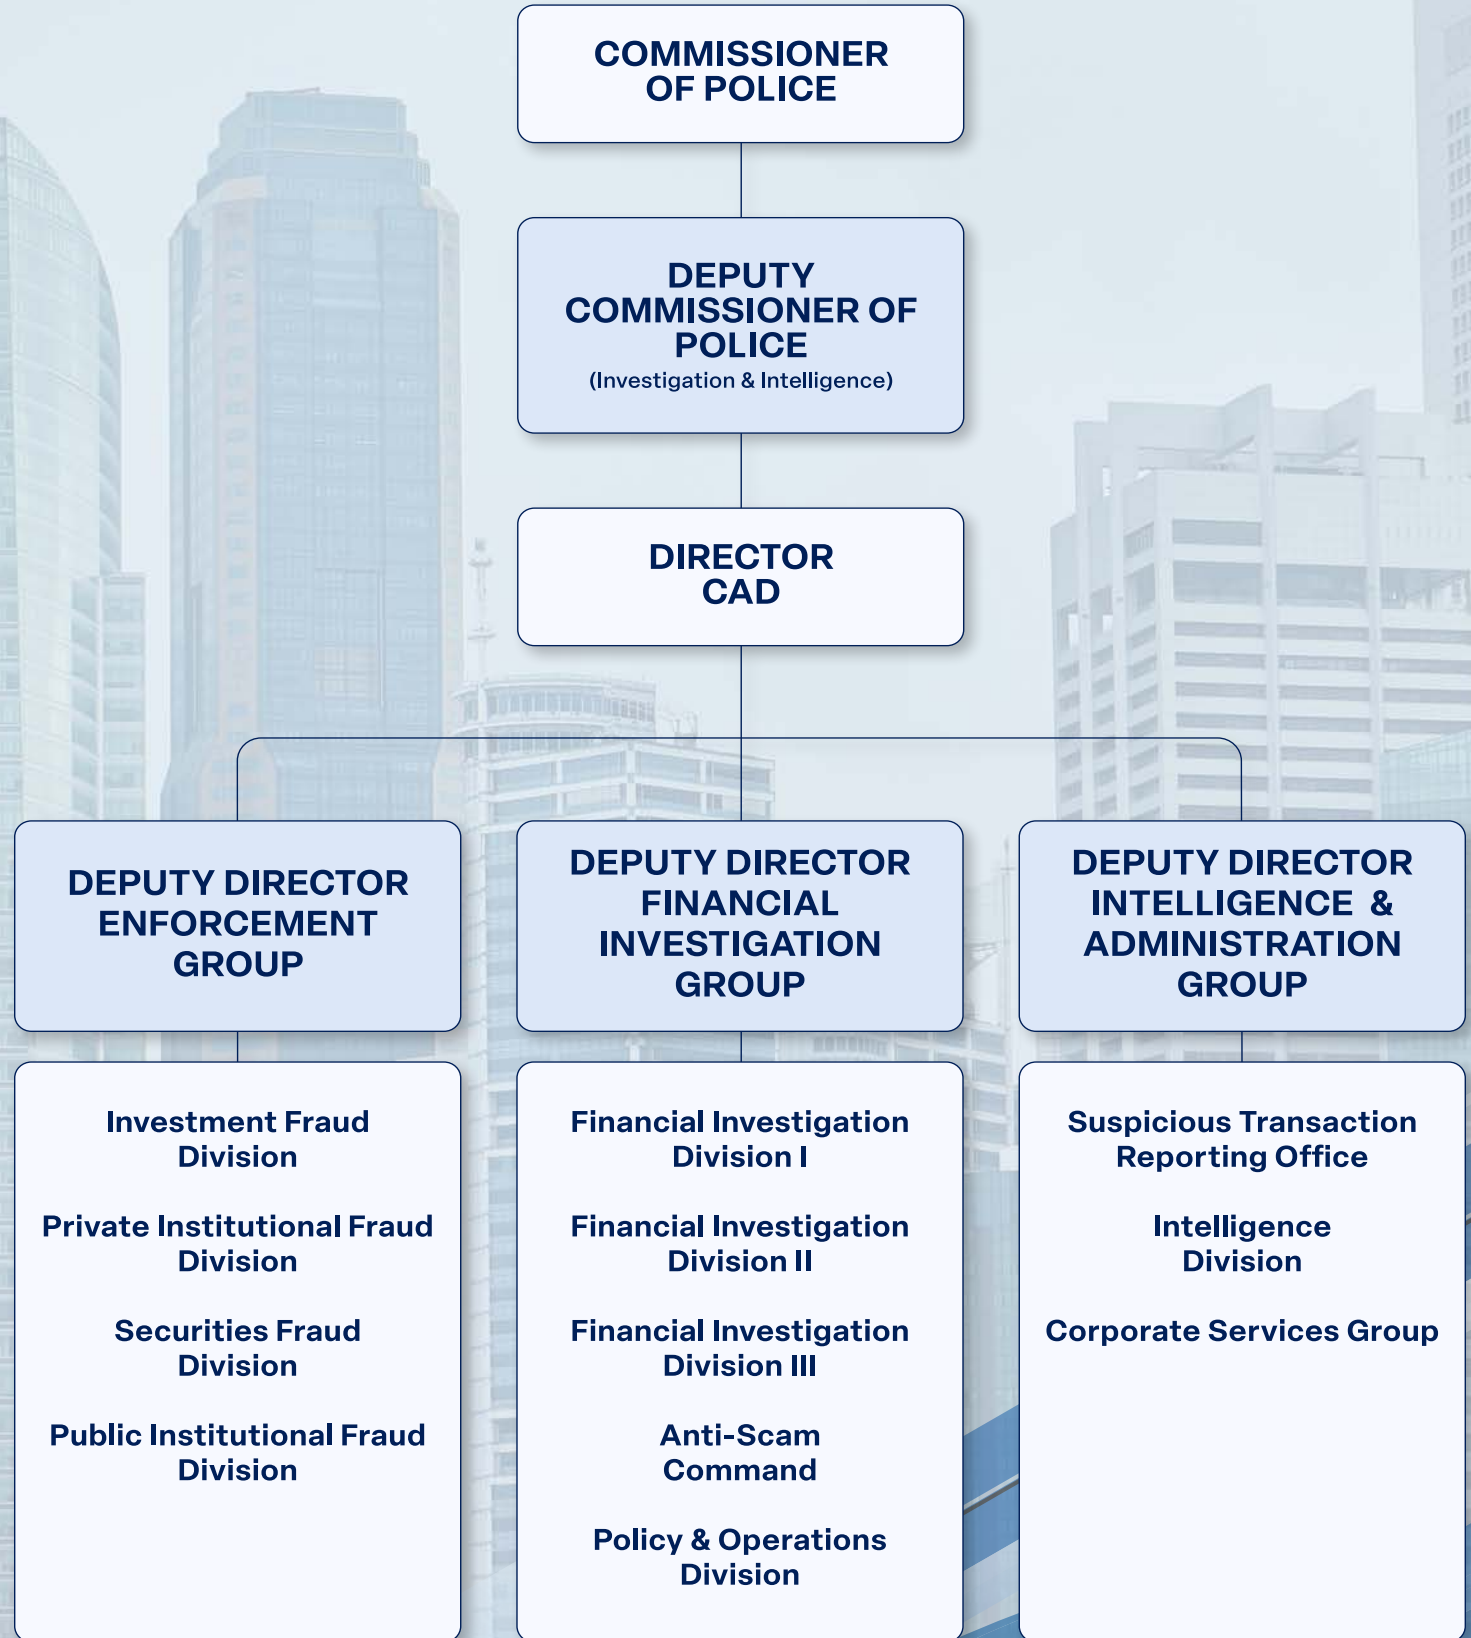 COMMISSIONER
OF POLICE
DEPUTY
COMMISSIONER OF
POLICE
(Investigation & Intelligence)
DIRECTOR
CAD
DEPUTY DIRECTOR
ENFORCEMENT
GROUP
DEPUTY DIRECTOR
FINANCIAL
INVESTIGATION
GROUP
DEPUTY DIRECTOR
INTELLIGENCE &
ADMINISTRATION
GROUP
Investment Fraud
Division
Private Institutional Fraud
Division
Securities Fraud
Division
Public Institutional Fraud
Division
Financial Investigation
Division I
Financial Investigation
Division II
Financial Investigation
Division III
Anti-Scam
Command
Policy & Operations
Division
Suspicious Transaction
Reporting Office
Intelligence
Division
Corporate Services Group